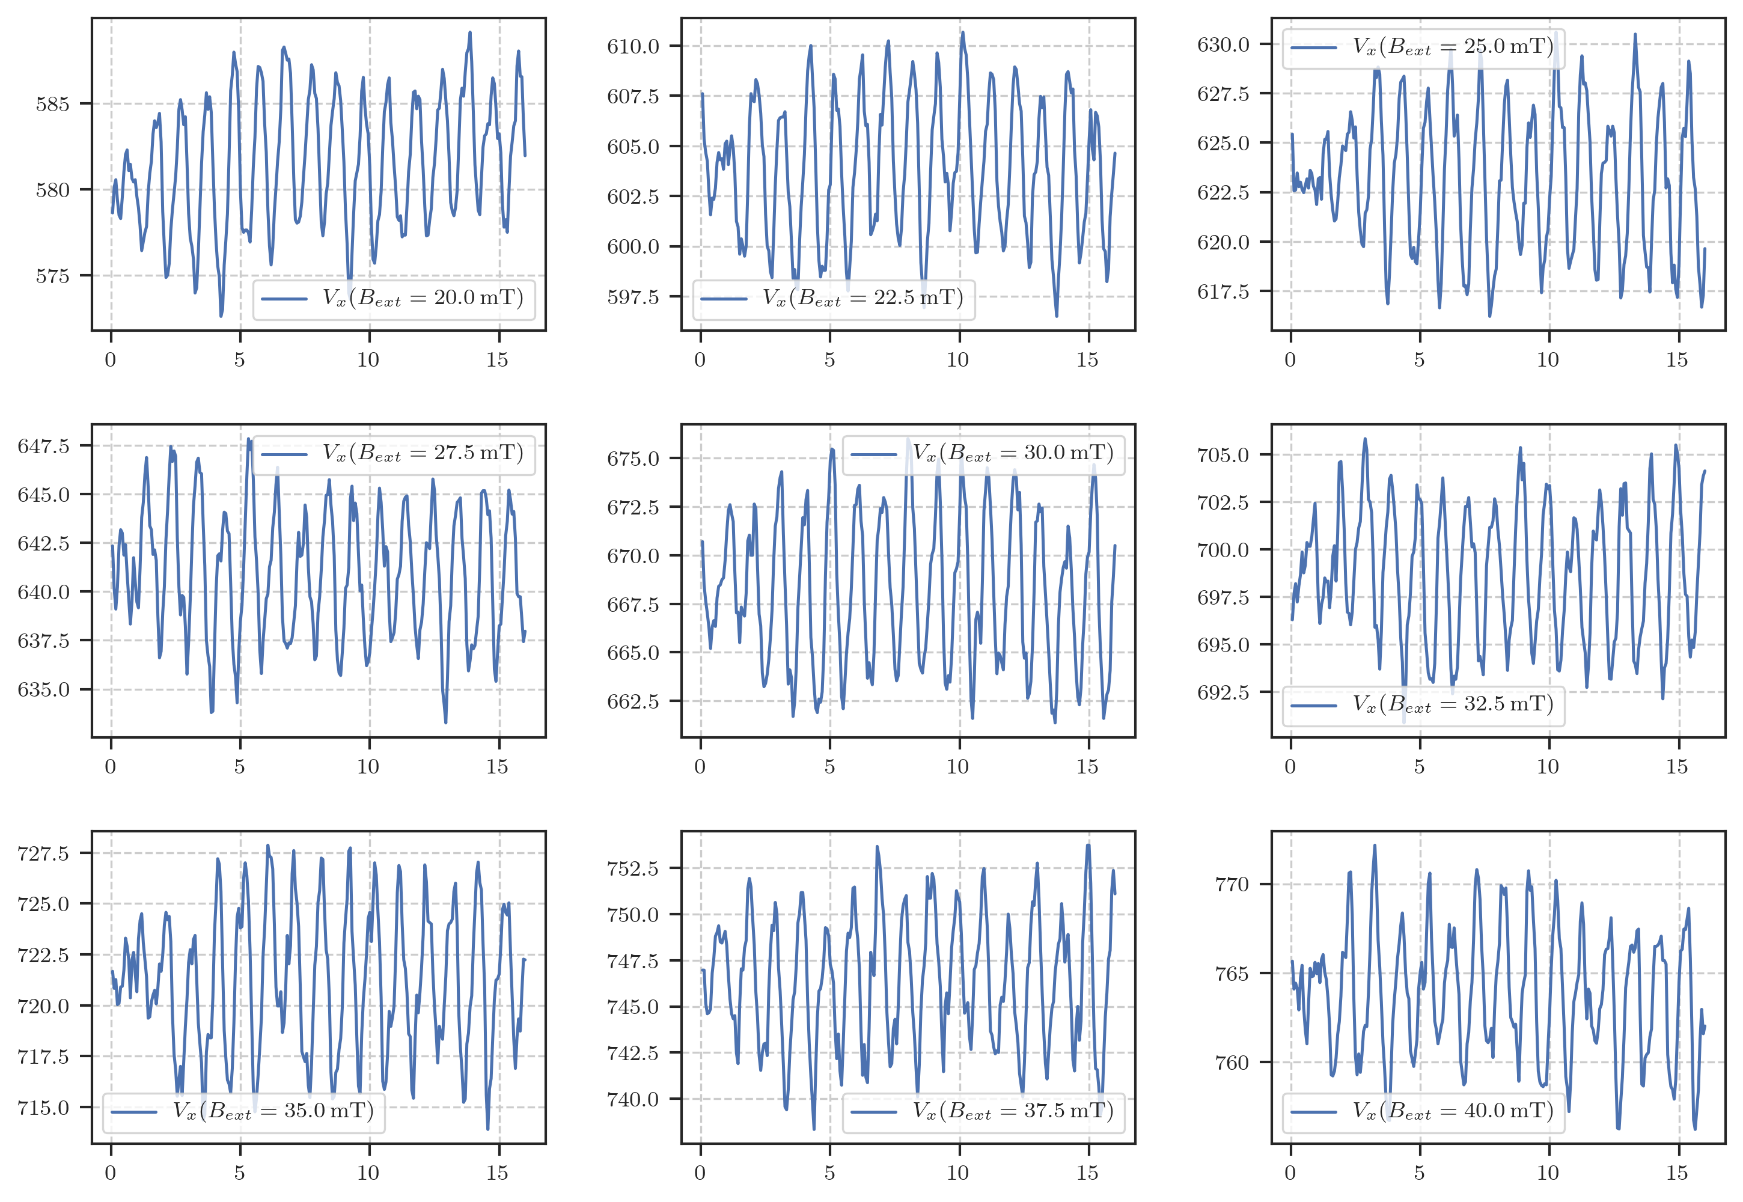 585
580
575
0 5 10 15
V_x(B_ext = 20.0 mT)
610.0
607.5
605.0
602.5
600.0
597.5
0 5 10 15
V_x(B_ext = 22.5 mT)
630.0
627.5
625.0
622.5
620.0
617.5
0 5 10 15
V_x(B_ext = 25.0 mT)
647.5
645.0
642.5
640.0
637.5
635.0
0 5 10 15
V_x(B_ext = 27.5 mT)
675.0
672.5
670.0
667.5
665.0
662.5
0 5 10 15
V_x(B_ext = 30.0 mT)
705.0
702.5
700.0
697.5
695.0
692.5
0 5 10 15
V_x(B_ext = 32.5 mT)
727.5
725.0
722.5
720.0
717.5
715.0
0 5 10 15
V_x(B_ext = 35.0 mT)
752.5
750.0
747.5
745.0
742.5
740.0
0 5 10 15
V_x(B_ext = 37.5 mT)
770
765
760
0 5 10 15
V_x(B_ext = 40.0 mT)